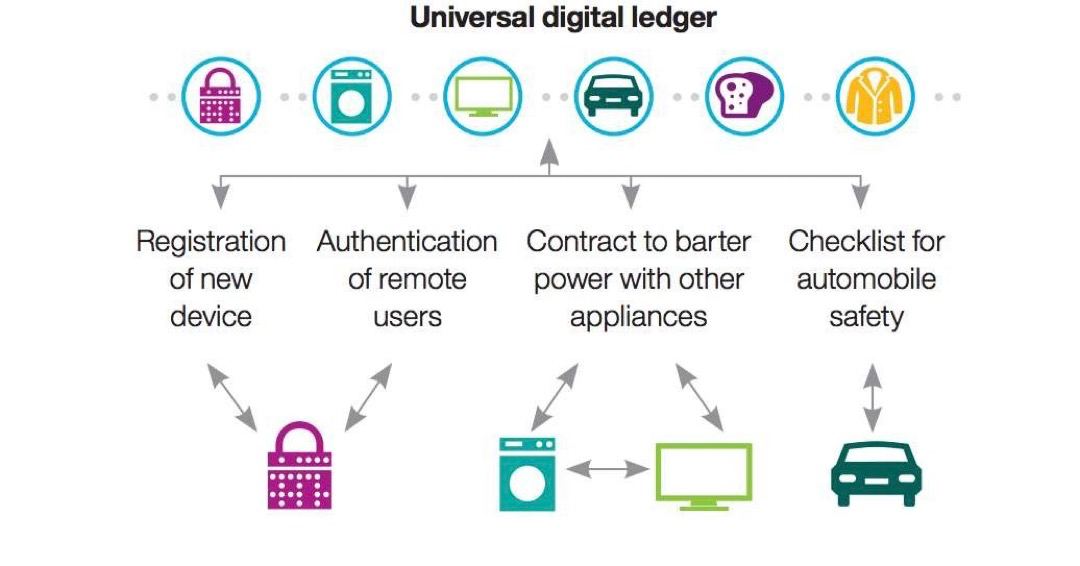 Universal digital ledger
Registration
of new
device
Authentication
of remote
users
Contract to barter
power with other
appliances
Checklist for
automobile
safety